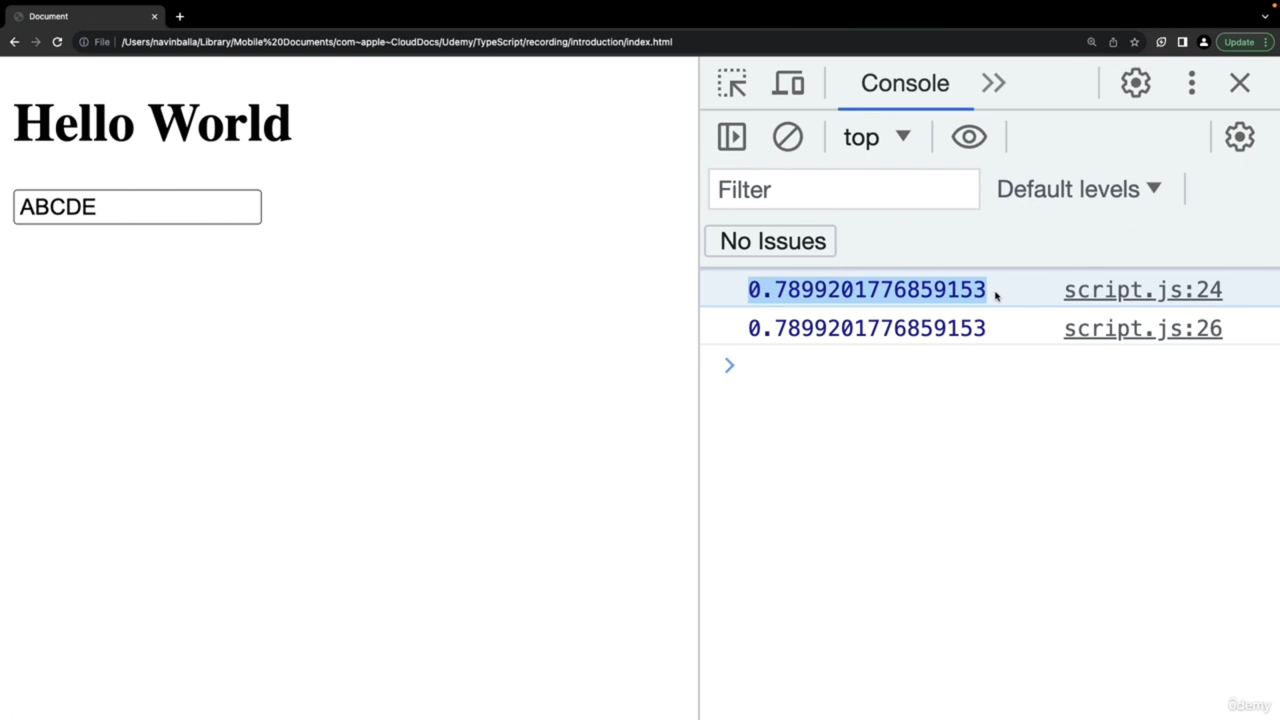 Document
File
/Users/navinballa/Library/Mobile%20Documents/com~apple~CloudDocs/Udemy/TypeScript/recording/introduction/index.html
Update
Hello World
ABCDE
Console
top
Filter
Default levels
No Issues
0.7899201776859153 script.js:24
0.7899201776859153 script.js:26
Udemy